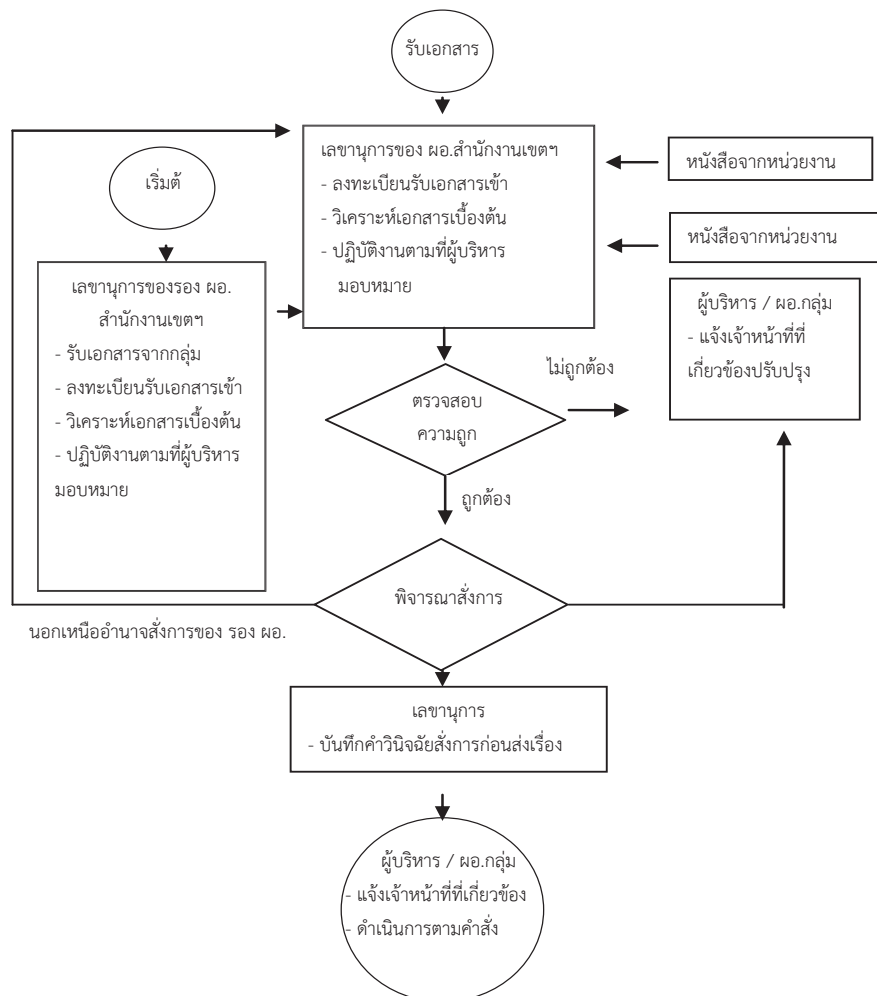 รับเอกสาร
เลขานุการของ ผอ.สำนักงานเขตฯ
- ลงทะเบียนรับเอกสารเข้า
- วิเคราะห์เอกสารเบื้องต้น
- ปฏิบัติงานตามที่ผู้บริหาร
มอบหมาย
หนังสือจากหน่วยงาน
หนังสือจากหน่วยงาน
เริ่มต้
เลขานุการของรอง ผอ.
สำนักงานเขตฯ
- รับเอกสารจากกลุ่ม
- ลงทะเบียนรับเอกสารเข้า
- วิเคราะห์เอกสารเบื้องต้น
- ปฏิบัติงานตามที่ผู้บริหาร
มอบหมาย
ผู้บริหาร / ผอ.กลุ่ม
- แจ้งเจ้าหน้าที่ที่
เกี่ยวข้องปรับปรุง
ไม่ถูกต้อง
ตรวจสอบ
ความถูก
ถูกต้อง
พิจารณาสั่งการ
นอกเหนืออำนาจสั่งการของ รอง ผอ.
เลขานุการ
- บันทึกคำวินิจฉัยสั่งการก่อนส่งเรื่อง
ผู้บริหาร / ผอ.กลุ่ม
- แจ้งเจ้าหน้าที่ที่เกี่ยวข้อง
- ดำเนินการตามคำสั่ง